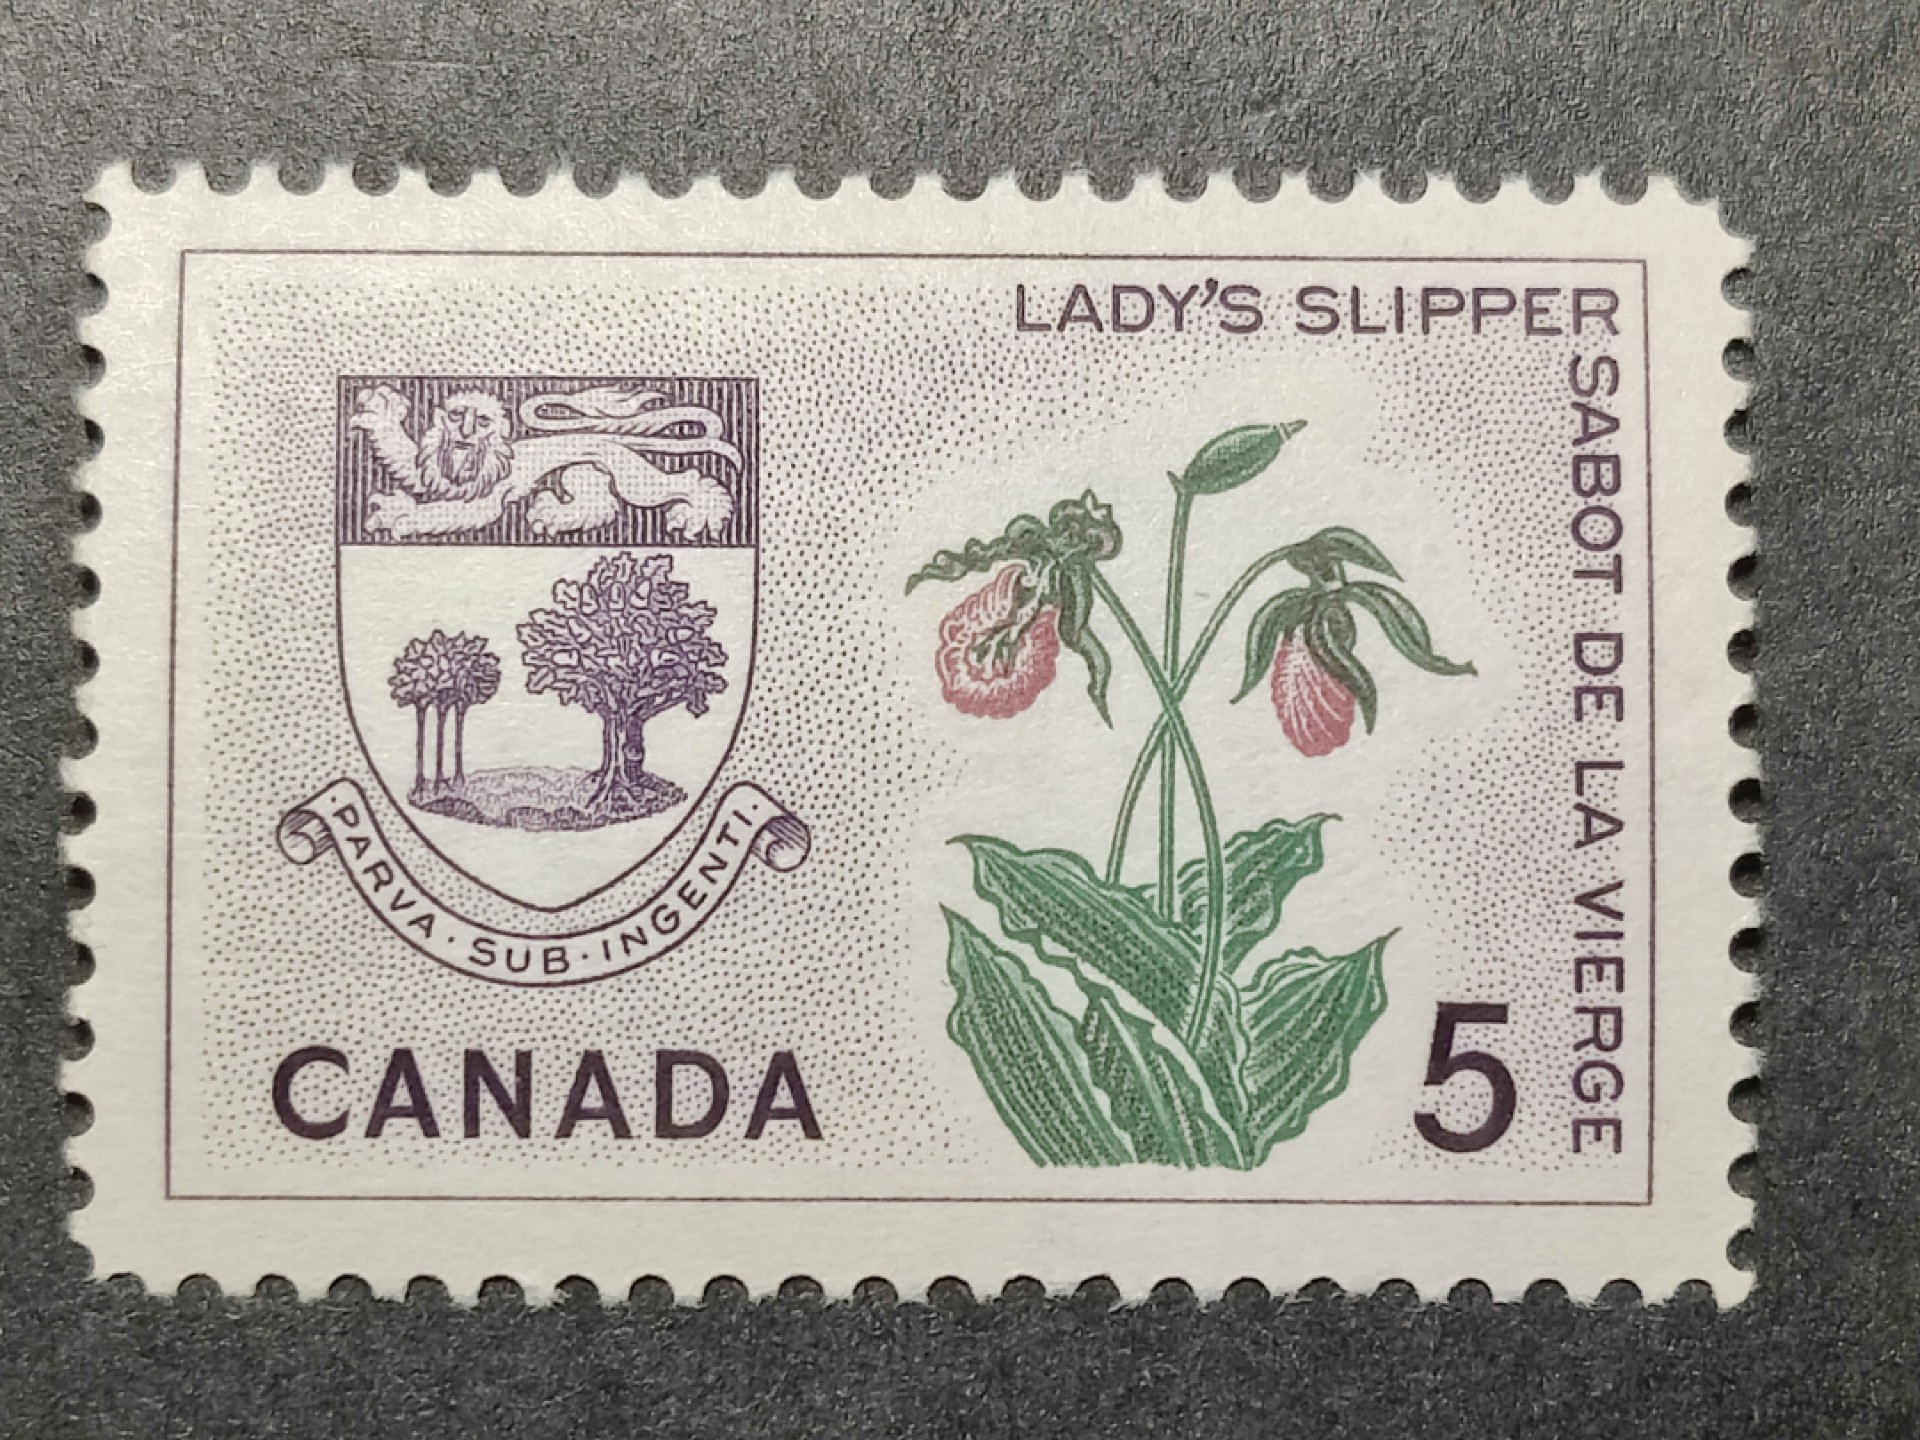 LADY'S SLIPPER
SABOT DE LA VIERGE
·PARVA·SUB·INGENTI·
CANADA
5